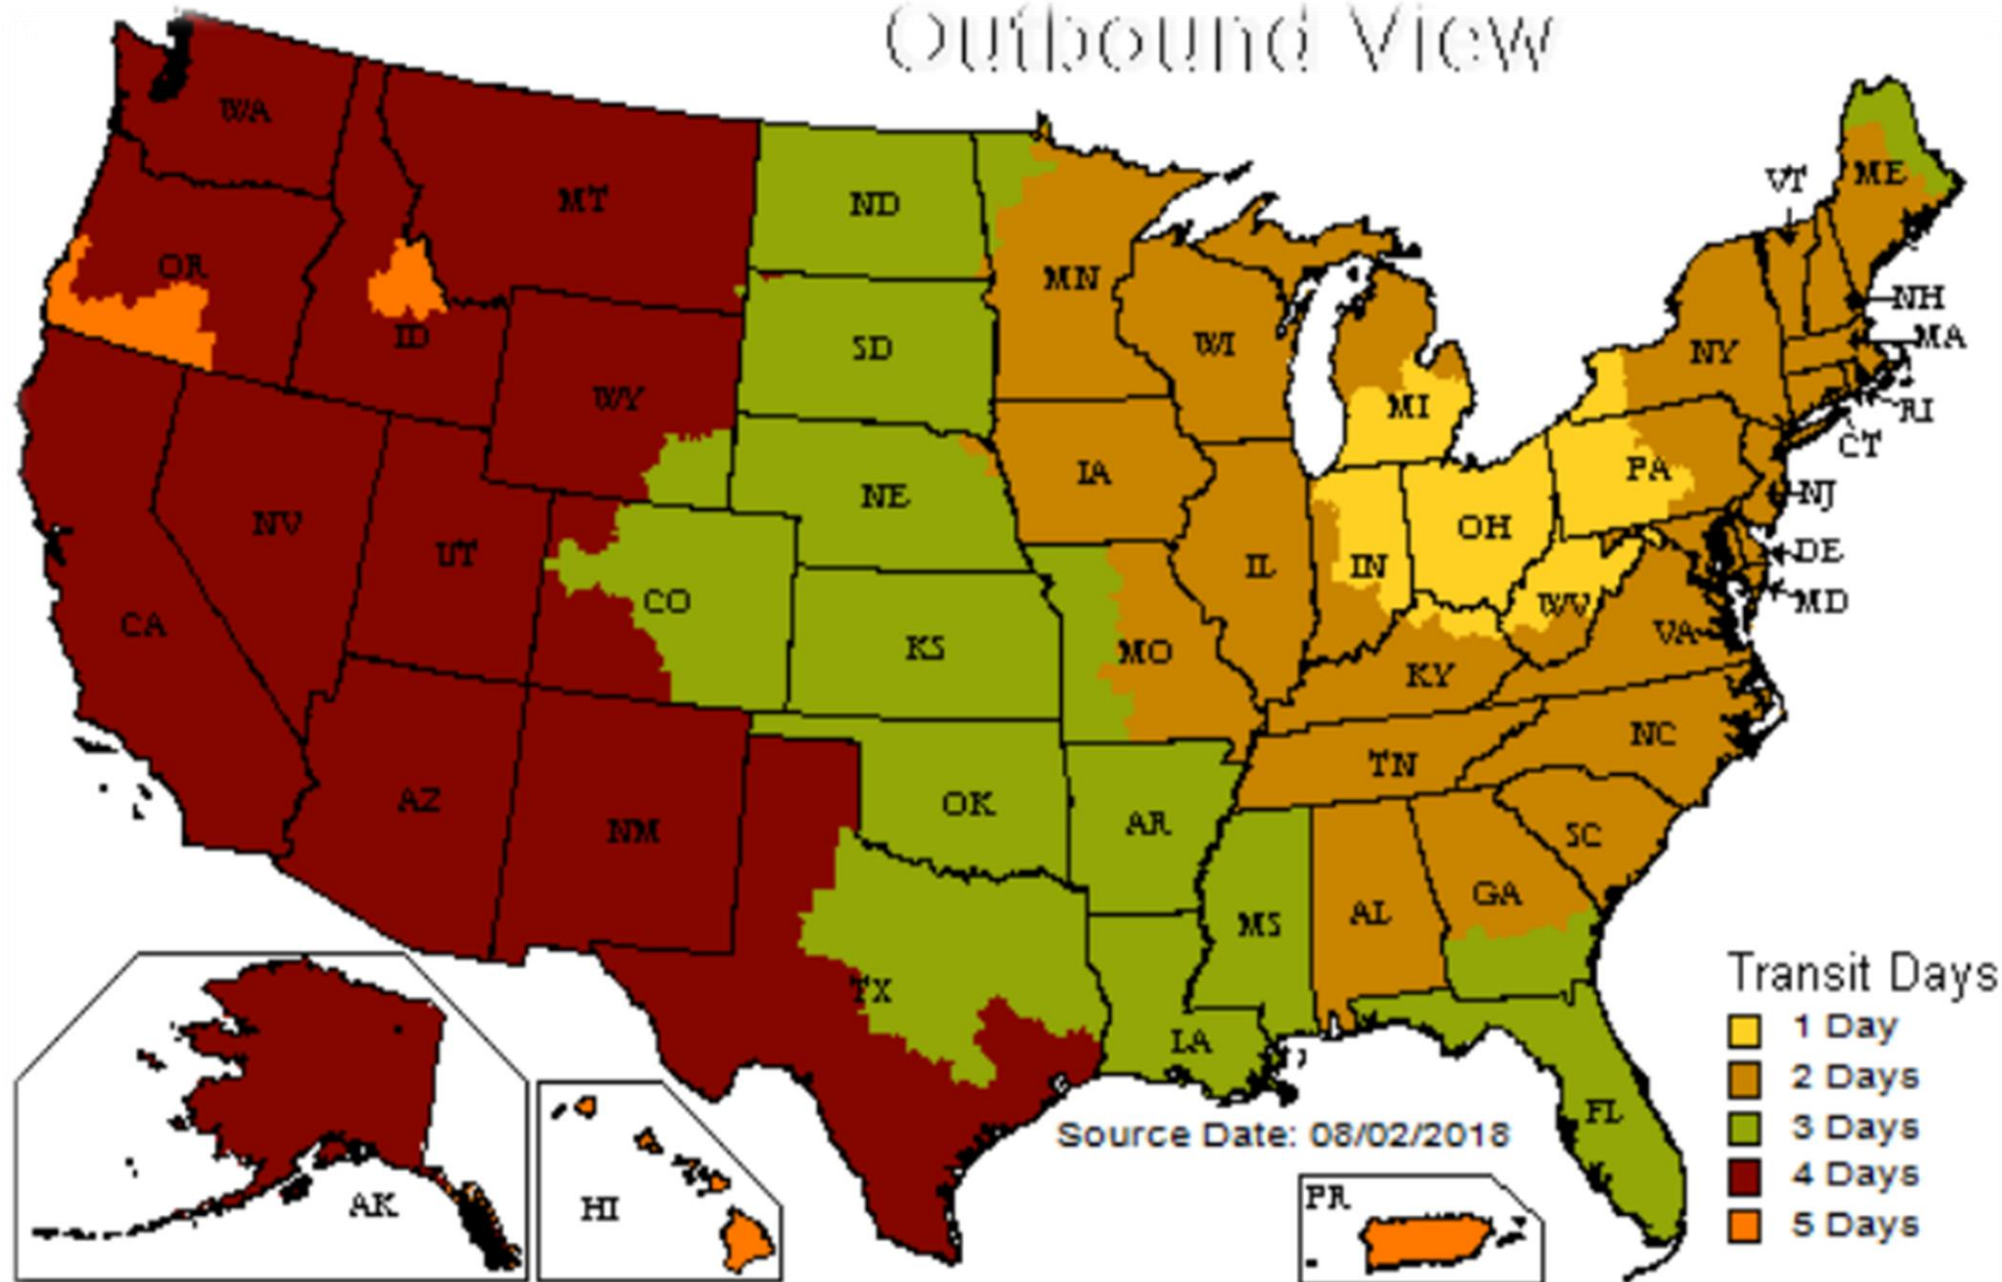 Outbound View
WA
MT
ND
VT
ME
OR
MN
ID
SD
WI
NH
MA
NY
WY
MI
RI
CT
IA
PA
NE
NJ
NV
UT
OH
IL
IN
DE
CO
WV
MD
CA
KS
MO
VA
KY
NC
TN
AZ
NM
OK
AR
SC
GA
AL
MS
TX
LA
FL
AK
HI
PR
Transit Days
1 Day
2 Days
3 Days
4 Days
5 Days
Source Date: 08/02/2018